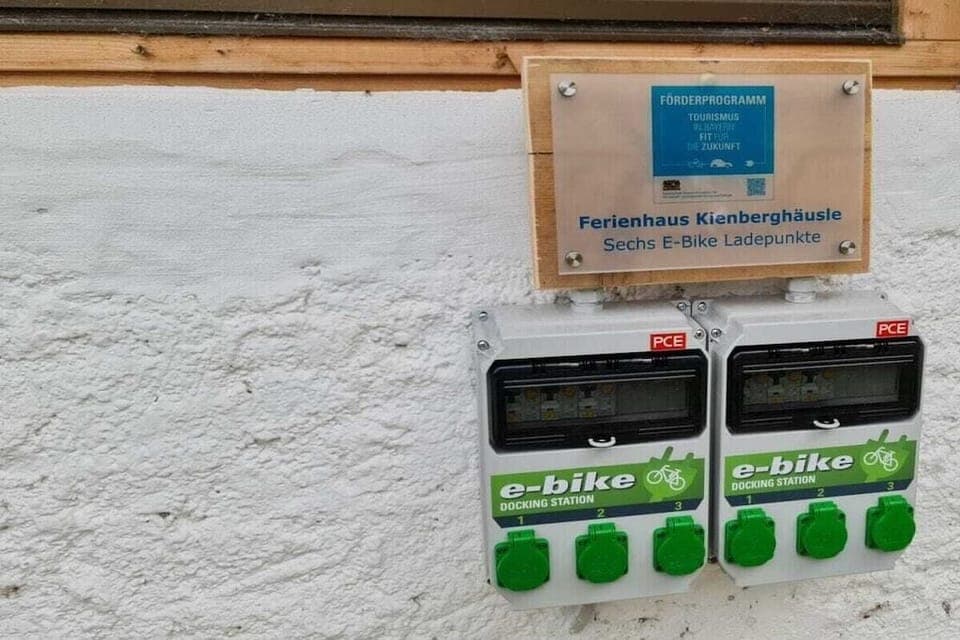 FÖRDERPROGRAMM
TOURISMUS
IN BAYERN
FIT FÜR
DIE ZUKUNFT
Ferienhaus Kienberghäusle
Sechs E-Bike Ladepunkte
PCE
e-bike
DOCKING STATION
1 2 3
PCE
e-bike
DOCKING STATION
1 2 3